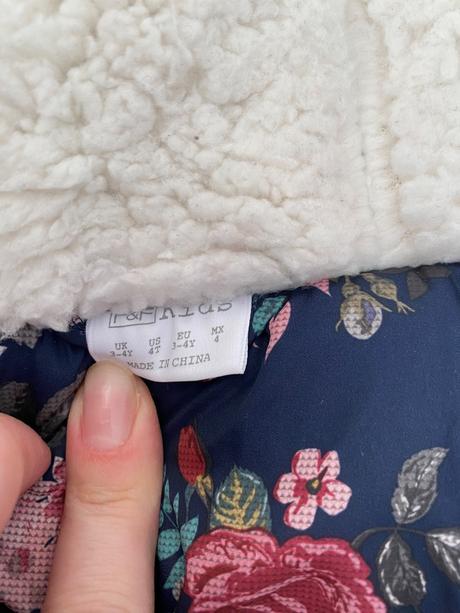 F&F Kids
UK US EU MX
3-4Y 4T 3-4Y 4
MADE IN CHINA